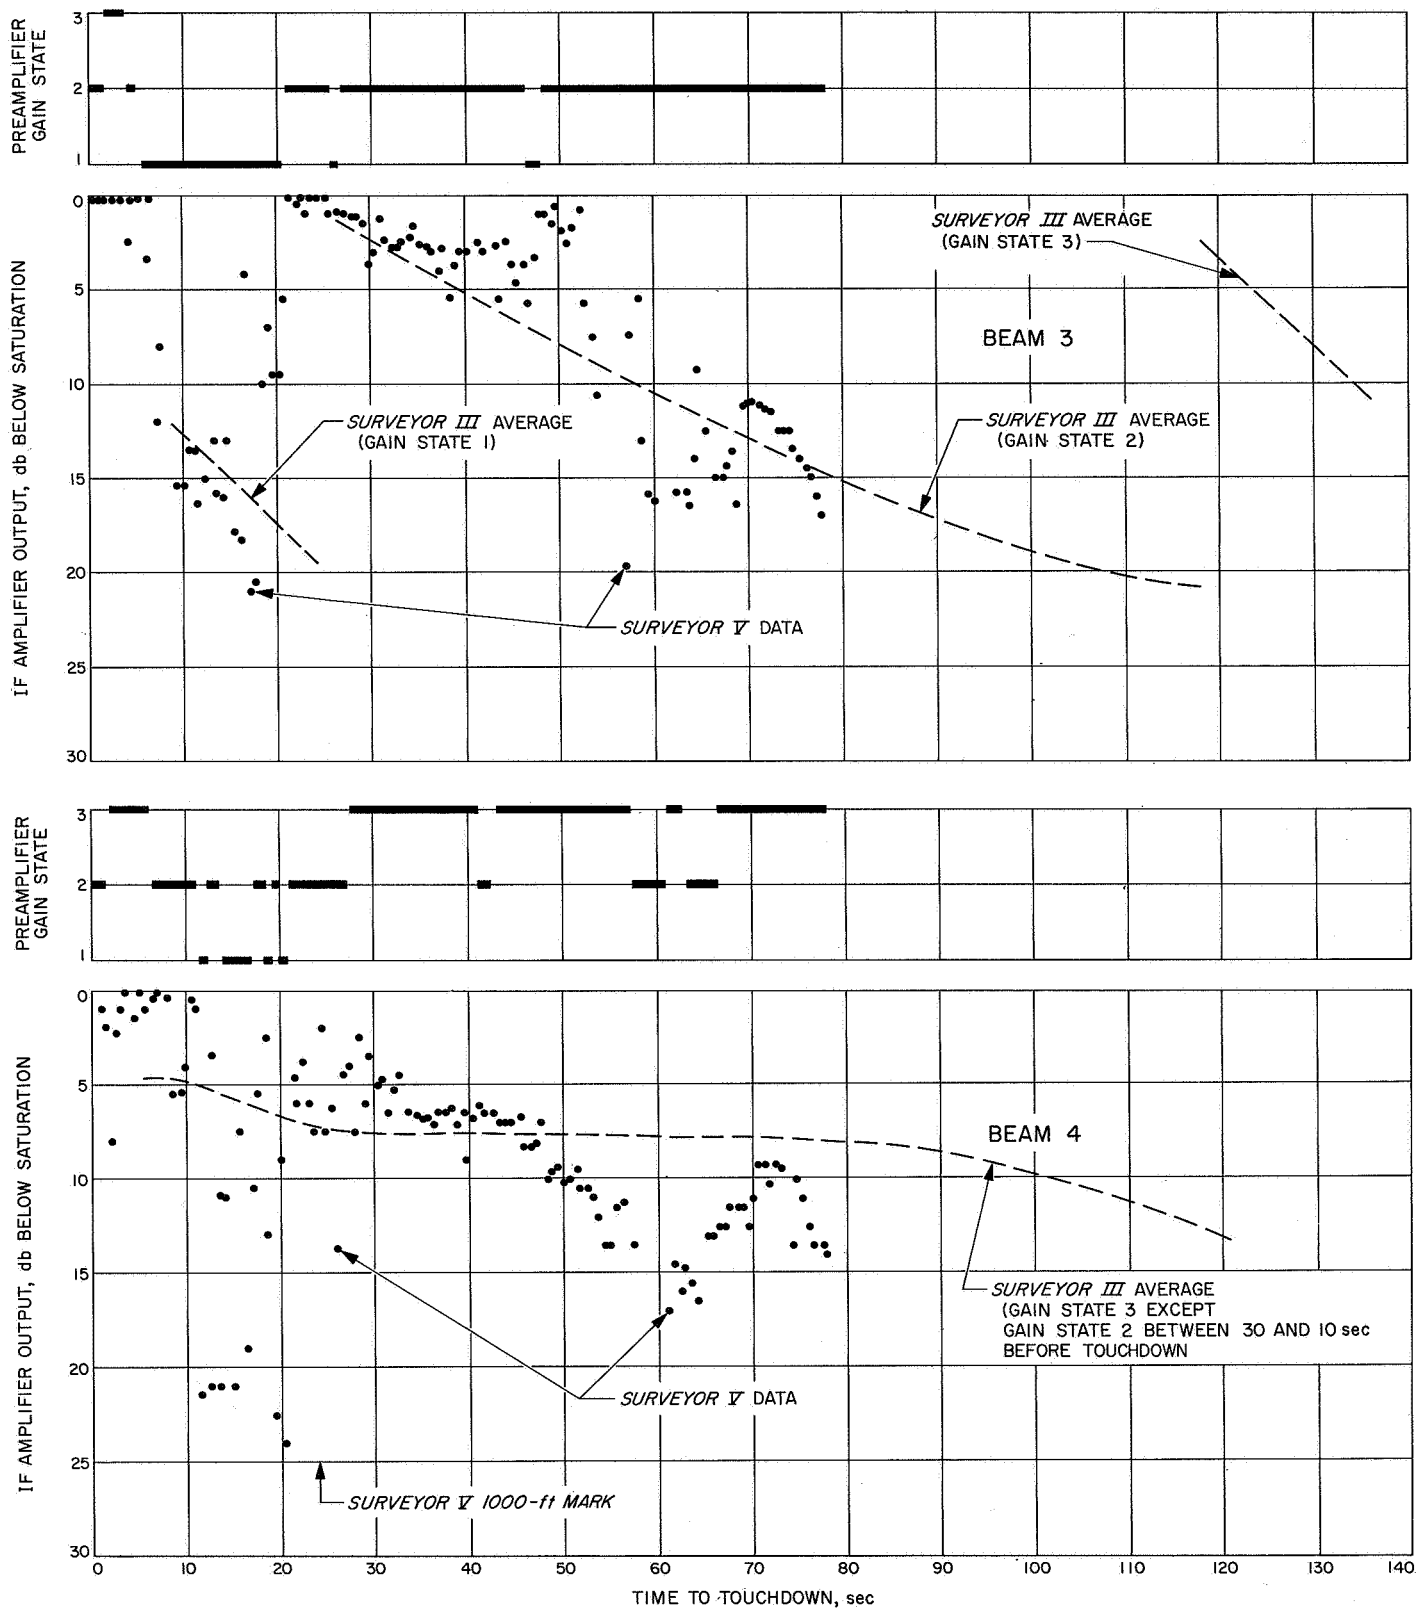 PREAMPLIFIER
GAIN STATE
3
2
1
IF AMPLIFIER OUTPUT, db BELOW SATURATION
0
5
10
15
20
25
30
SURVEYOR III AVERAGE
(GAIN STATE 3)
BEAM 3
SURVEYOR III AVERAGE
(GAIN STATE 1)
SURVEYOR III AVERAGE
(GAIN STATE 2)
SURVEYOR V DATA
PREAMPLIFIER
GAIN STATE
3
2
1
IF AMPLIFIER OUTPUT, db BELOW SATURATION
0
5
10
15
20
25
30
BEAM 4
SURVEYOR III AVERAGE
(GAIN STATE 3 EXCEPT
GAIN STATE 2 BETWEEN 30 AND 10 sec
BEFORE TOUCHDOWN
SURVEYOR V DATA
SURVEYOR V 1000-ft MARK
0 10 20 30 40 50 60 70 80 90 100 110 120 130 140
TIME TO TOUCHDOWN, sec